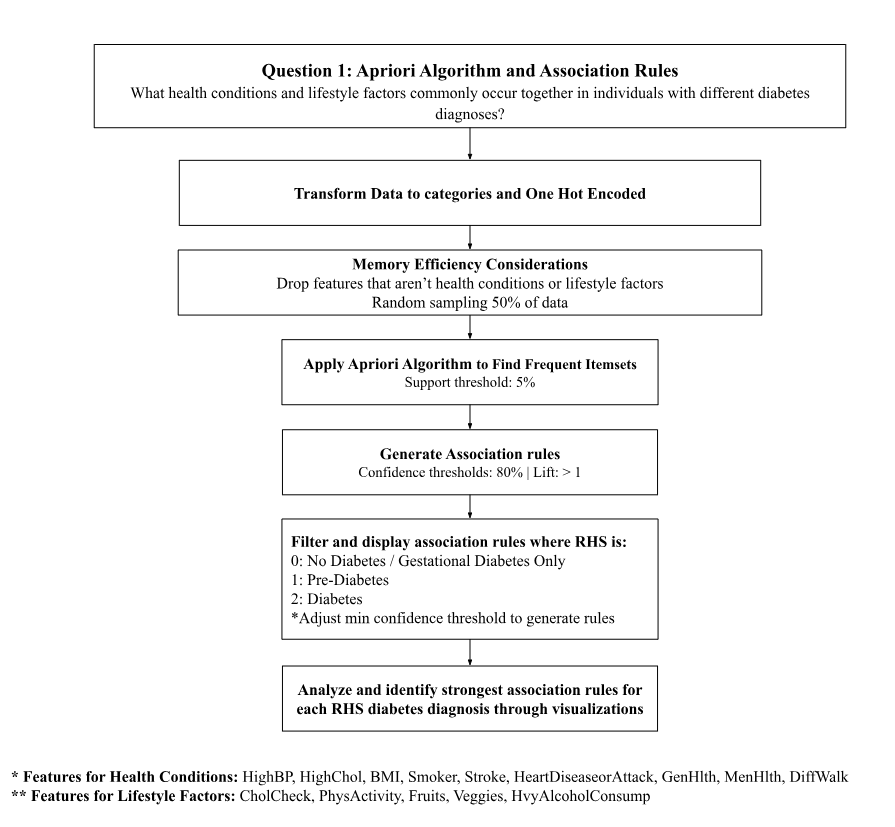 Question 1: Apriori Algorithm and Association Rules
What health conditions and lifestyle factors commonly occur together in individuals with different diabetes
diagnoses?
Transform Data to categories and One Hot Encoded
Memory Efficiency Considerations
Drop features that aren’t health conditions or lifestyle factors
Random sampling 50% of data
Apply Apriori Algorithm to Find Frequent Itemsets
Support threshold: 5%
Generate Association rules
Confidence thresholds: 80% | Lift: > 1
Filter and display association rules where RHS is:
0: No Diabetes / Gestational Diabetes Only
1: Pre-Diabetes
2: Diabetes
*Adjust min confidence threshold to generate rules
Analyze and identify strongest association rules for
each RHS diabetes diagnosis through visualizations
* Features for Health Conditions: HighBP, HighChol, BMI, Smoker, Stroke, HeartDiseaseorAttack, GenHlth, MenHlth, DiffWalk
** Features for Lifestyle Factors: CholCheck, PhysActivity, Fruits, Veggies, HvyAlcoholConsump